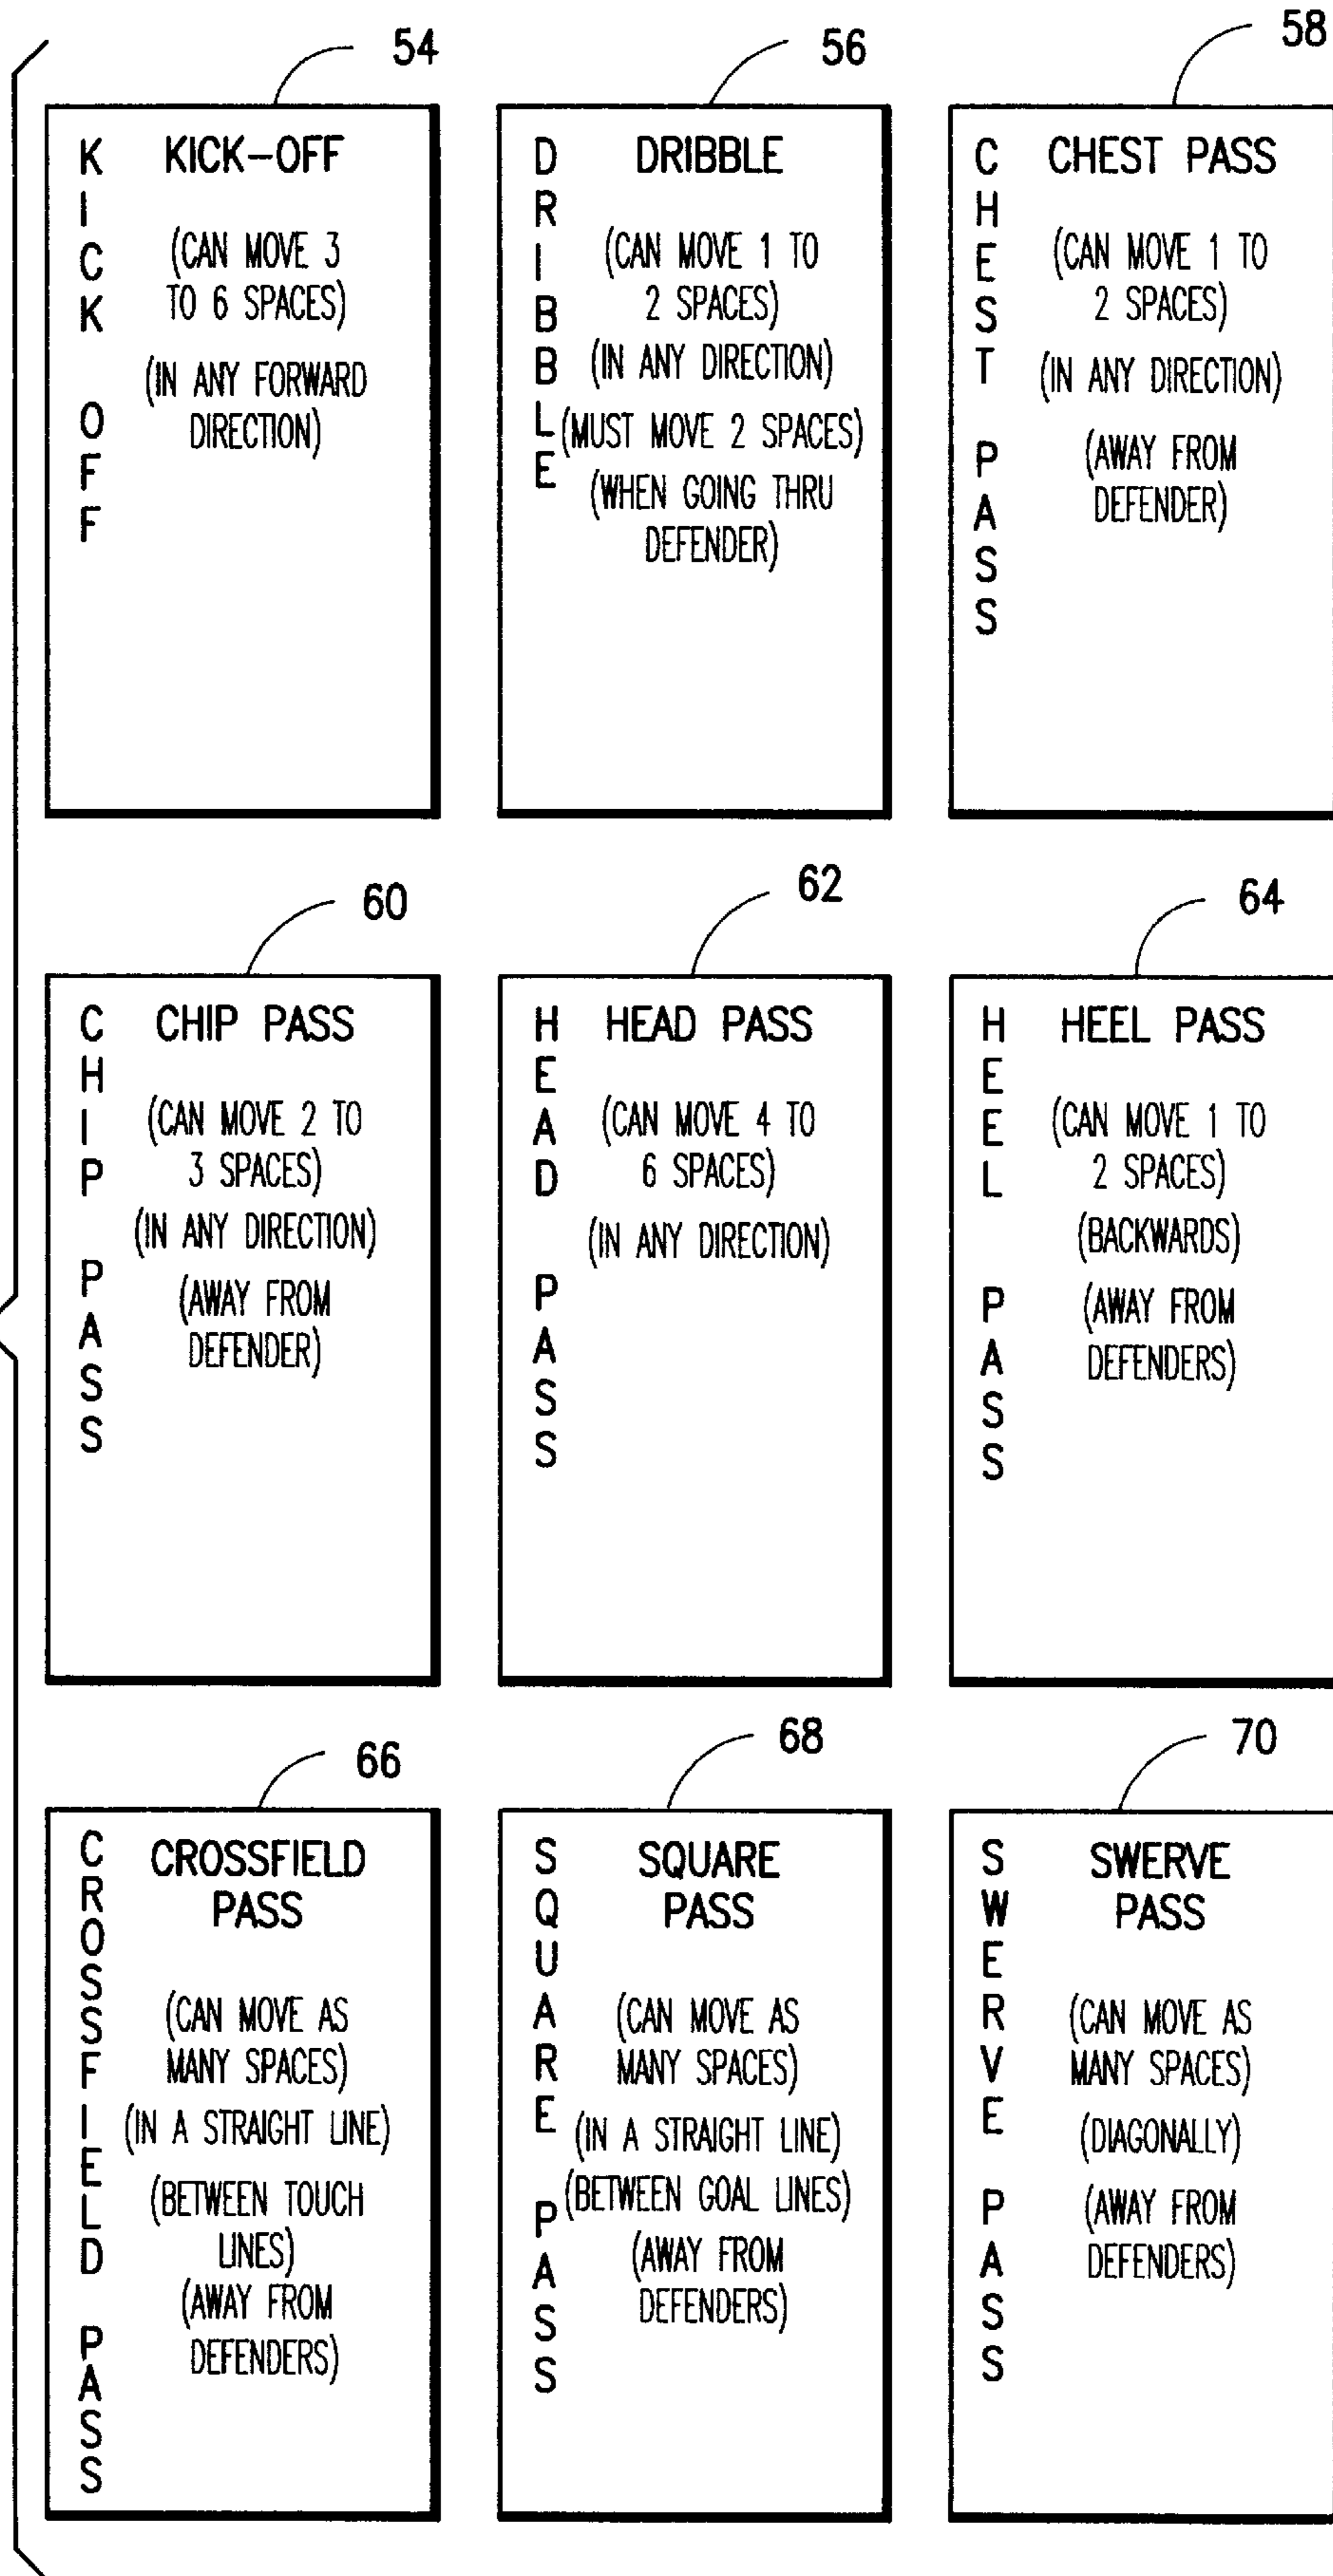 54
KICK OFF
KICK-OFF
(CAN MOVE 3
TO 6 SPACES)
(IN ANY FORWARD
DIRECTION)
56
DRIBBLE
DRIBBLE
(CAN MOVE 1 TO
2 SPACES)
(IN ANY DIRECTION)
(MUST MOVE 2 SPACES)
(WHEN GOING THRU
DEFENDER)
58
CHEST PASS
CHEST PASS
(CAN MOVE 1 TO
2 SPACES)
(IN ANY DIRECTION)
(AWAY FROM
DEFENDER)
60
CHIP PASS
CHIP PASS
(CAN MOVE 2 TO
3 SPACES)
(IN ANY DIRECTION)
(AWAY FROM
DEFENDER)
62
HEAD PASS
HEAD PASS
(CAN MOVE 4 TO
6 SPACES)
(IN ANY DIRECTION)
64
HEEL PASS
HEEL PASS
(CAN MOVE 1 TO
2 SPACES)
(BACKWARDS)
(AWAY FROM
DEFENDERS)
66
CROSSFIELD PASS
CROSSFIELD
PASS
(CAN MOVE AS
MANY SPACES)
(IN A STRAIGHT LINE)
(BETWEEN TOUCH
LINES)
(AWAY FROM
DEFENDERS)
68
SQUARE PASS
SQUARE
PASS
(CAN MOVE AS
MANY SPACES)
(IN A STRAIGHT LINE)
(BETWEEN GOAL LINES)
(AWAY FROM
DEFENDERS)
70
SWERVE PASS
SWERVE
PASS
(CAN MOVE AS
MANY SPACES)
(DIAGONALLY)
(AWAY FROM
DEFENDERS)